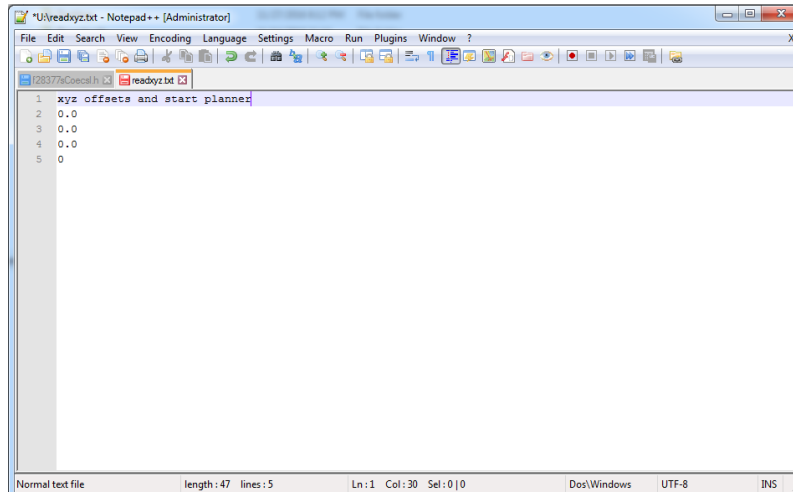 *U:\readxyz.txt - Notepad++ [Administrator]
File Edit Search View Encoding Language Settings Macro Run Plugins Window ? X
readxyz.txt
1 xyz offsets and start planner
2 0.0
3 0.0
4 0.0
5 0
Normal text file length : 47 lines : 5 Ln : 1 Col : 30 Sel : 0 | 0 Dos\Windows UTF-8 INS